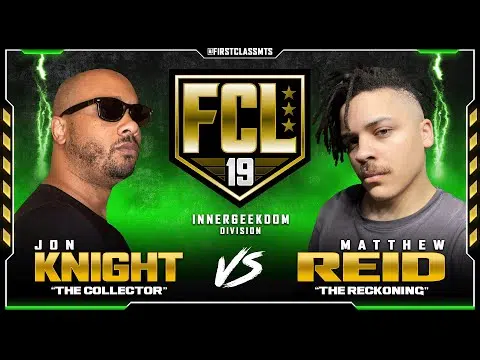 @FIRSTCLASSMTS
FCL
19
INNERGEEKDOM
DIVISION
JON
KNIGHT
"THE COLLECTOR"
VS
MATTHEW
REID
"THE RECKONING"